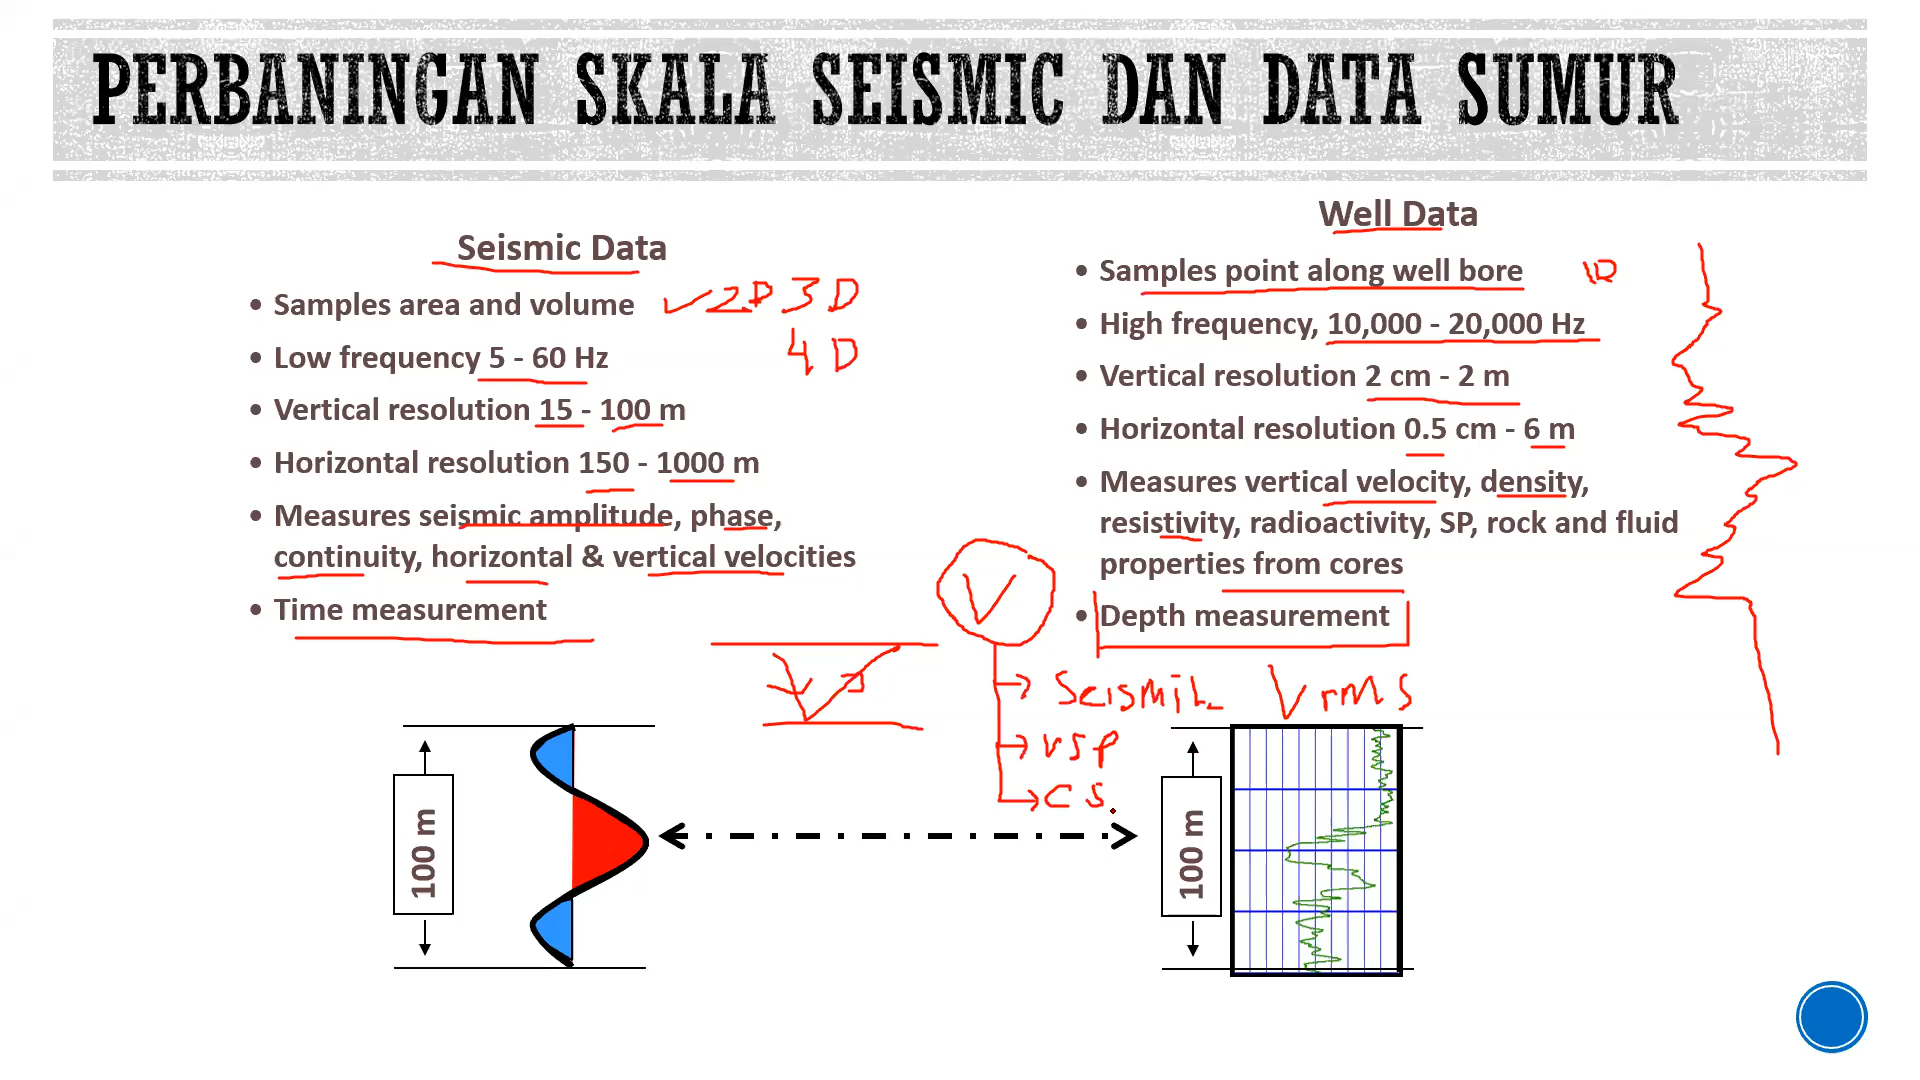 PERBANINGAN SKALA SEISMIC DAN DATA SUMUR
Seismic Data
• Samples area and volume
2D 3D
4D
• Low frequency 5 - 60 Hz
• Vertical resolution 15 - 100 m
• Horizontal resolution 150 - 1000 m
• Measures seismic amplitude, phase,
continuity, horizontal & vertical velocities
• Time measurement
Well Data
• Samples point along well bore
1D
• High frequency, 10,000 - 20,000 Hz
• Vertical resolution 2 cm - 2 m
• Horizontal resolution 0.5 cm - 6 m
• Measures vertical velocity, density,
resistivity, radioactivity, SP, rock and fluid
properties from cores
• Depth measurement
V
Seismic Vrms
VSP
CS
100 m
100 m